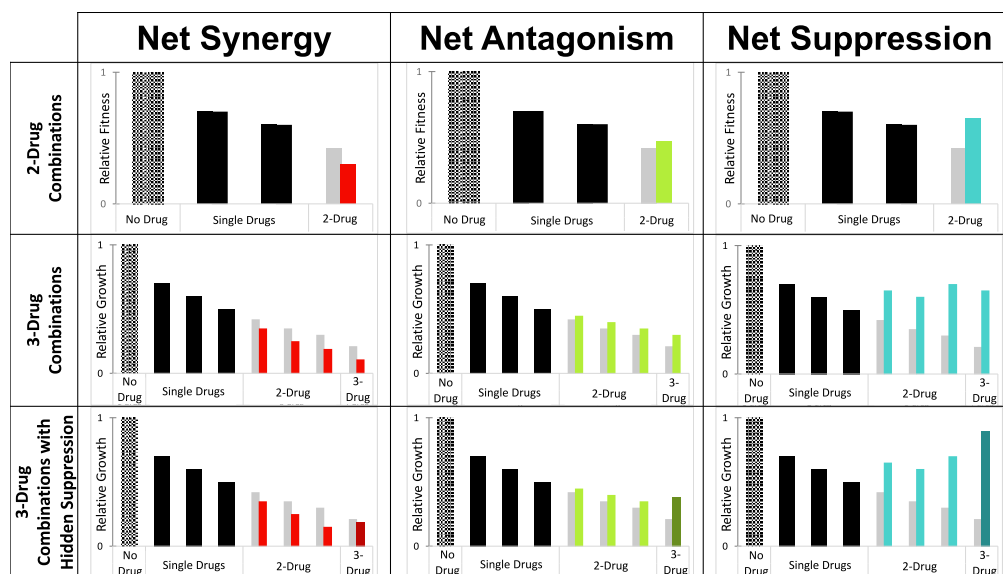 Net Synergy
Net Antagonism
Net Suppression
2-Drug
Combinations
Relative Fitness
1
0
No Drug
Single Drugs
2-Drug
Relative Fitness
1
0
No Drug
Single Drugs
2-Drug
Relative Fitness
1
0
No Drug
Single Drugs
2-Drug
3-Drug
Combinations
Relative Growth
1
0
No
Drug
Single Drugs
2-Drug
3-
Drug
Relative Growth
1
0
No
Drug
Single Drugs
2-Drug
3-
Drug
Relative Growth
1
0
No
Drug
Single Drugs
2-Drug
3-
Drug
3-Drug
Combinations with
Hidden Suppression
Relative Growth
1
0
No
Drug
Single Drugs
2-Drug
3-
Drug
Relative Growth
1
0
No
Drug
Single Drugs
2-Drug
3-
Drug
Relative Growth
1
0
No
Drug
Single Drugs
2-Drug
3-
Drug